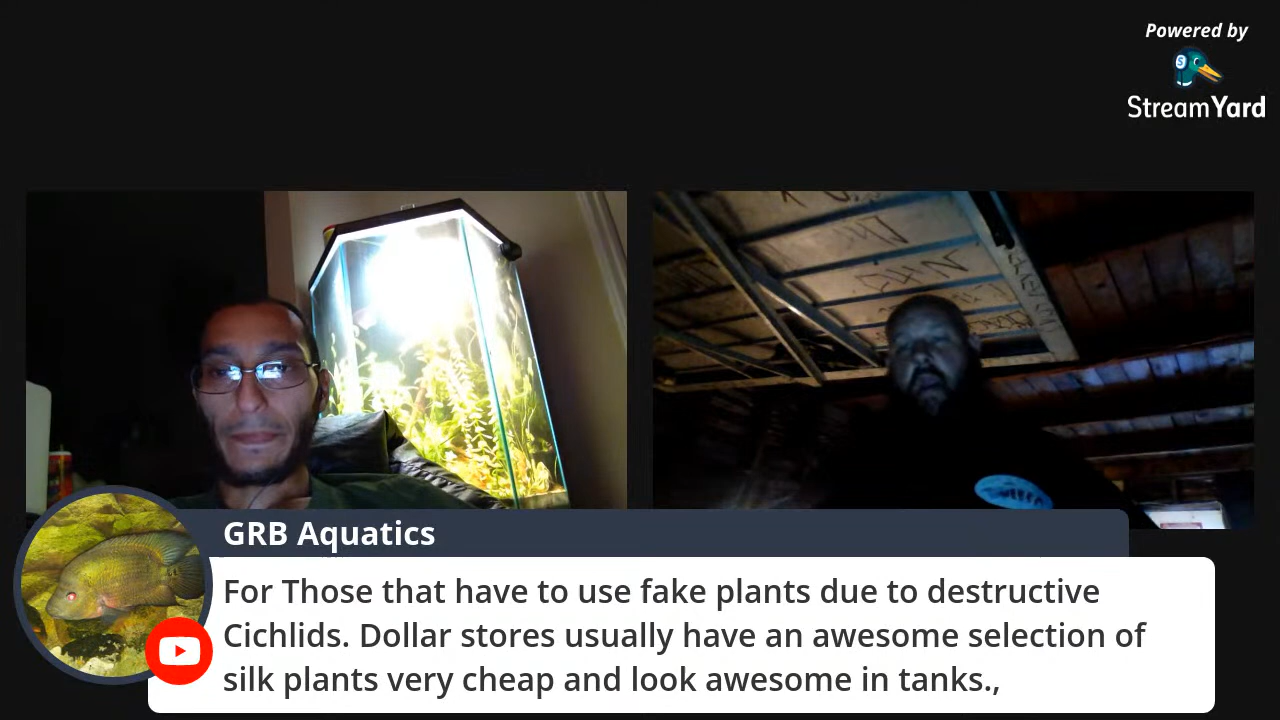 Powered by
StreamYard
GRB Aquatics
For Those that have to use fake plants due to destructive
Cichlids. Dollar stores usually have an awesome selection of
silk plants very cheap and look awesome in tanks.,